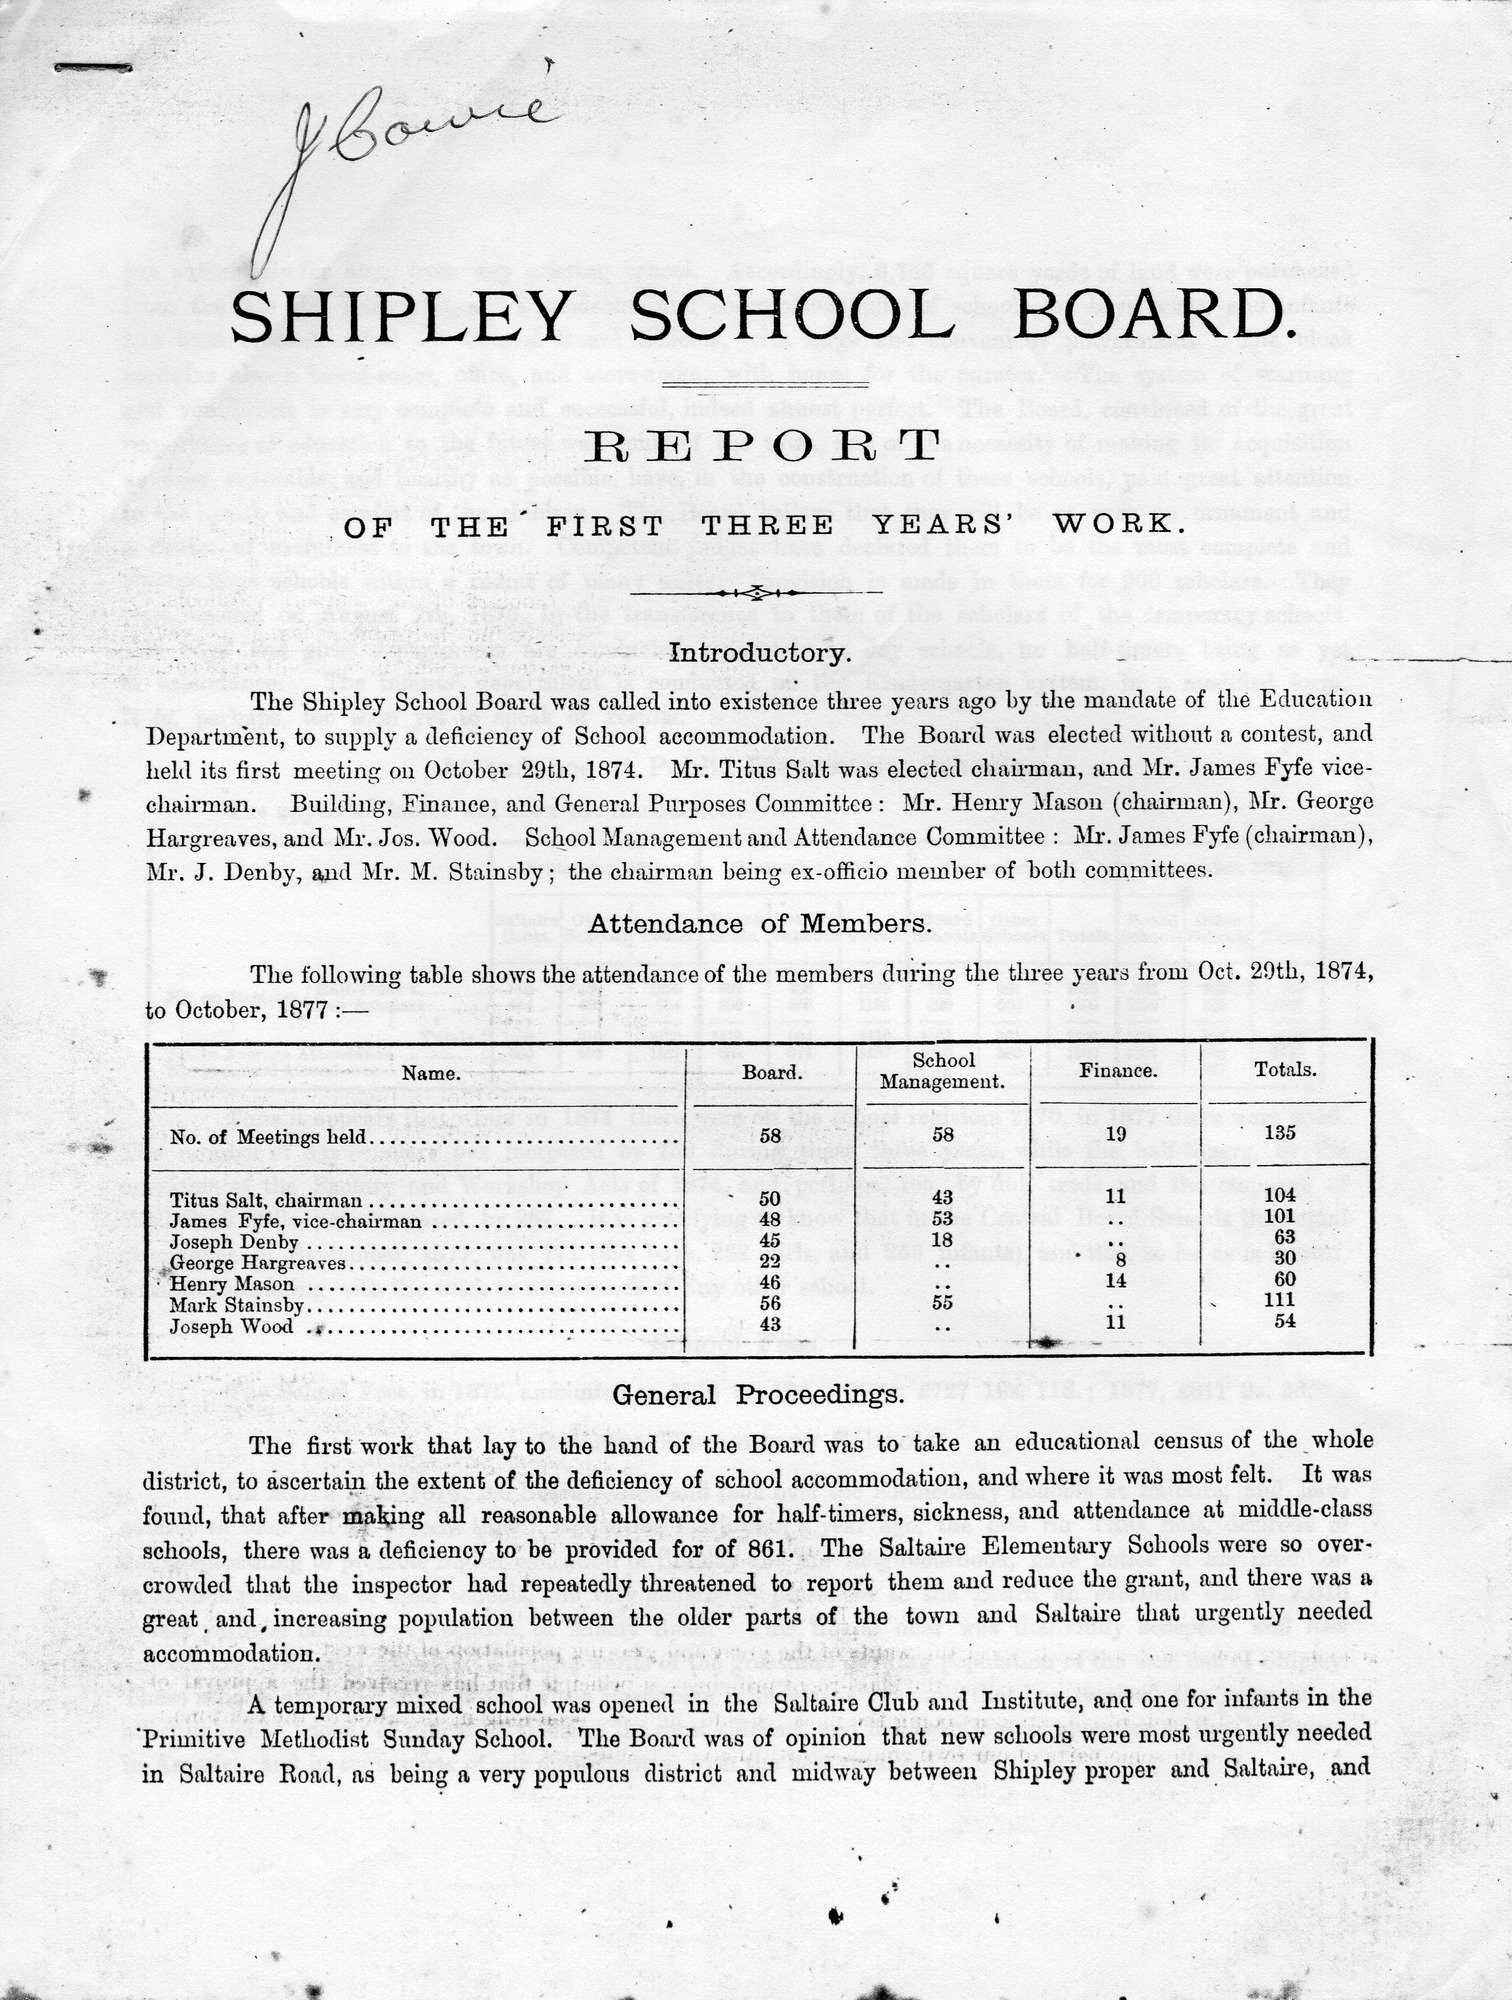 J Cowie
SHIPLEY SCHOOL BOARD.
REPORT
OF THE FIRST THREE YEARS' WORK.
Introductory.
The Shipley School Board was called into existence three years ago by the mandate of the Education
Department, to supply a deficiency of School accommodation. The Board was elected without a contest, and
held its first meeting on October 29th, 1874. Mr. Titus Salt was elected chairman, and Mr. James Fyfe vice-
chairman. Building, Finance, and General Purposes Committee: Mr. Henry Mason (chairman), Mr. George
Hargreaves, and Mr. Jos. Wood. School Management and Attendance Committee: Mr. James Fyfe (chairman),
Mr. J. Denby, and Mr. M. Stainsby; the chairman being ex-officio member of both committees.
Attendance of Members.
The following table shows the attendance of the members during the three years from Oct. 29th, 1874,
to October, 1877:—
Name. Board. School Management. Finance. Totals.
No. of Meetings held.............................. 58 58 19 135
Titus Salt, chairman .............................. 50 43 11 104
James Fyfe, vice-chairman ......................... 48 53 .. 101
Joseph Denby .................................... 45 18 .. 63
George Hargreaves................................ 22 .. 8 30
Henry Mason .................................... 46 .. 14 60
Mark Stainsby.................................... 56 55 .. 111
Joseph Wood .................................... 43 .. 11 54
General Proceedings.
The first work that lay to the hand of the Board was to take an educational census of the whole
district, to ascertain the extent of the deficiency of school accommodation, and where it was most felt. It was
found, that after making all reasonable allowance for half-timers, sickness, and attendance at middle-class
schools, there was a deficiency to be provided for of 861. The Saltaire Elementary Schools were so over-
crowded that the inspector had repeatedly threatened to report them and reduce the grant, and there was a
great and increasing population between the older parts of the town and Saltaire that urgently needed
accommodation.
A temporary mixed school was opened in the Saltaire Club and Institute, and one for infants in the
Primitive Methodist Sunday School. The Board was of opinion that new schools were most urgently needed
in Saltaire Road, as being a very populous district and midway between Shipley proper and Saltaire, and